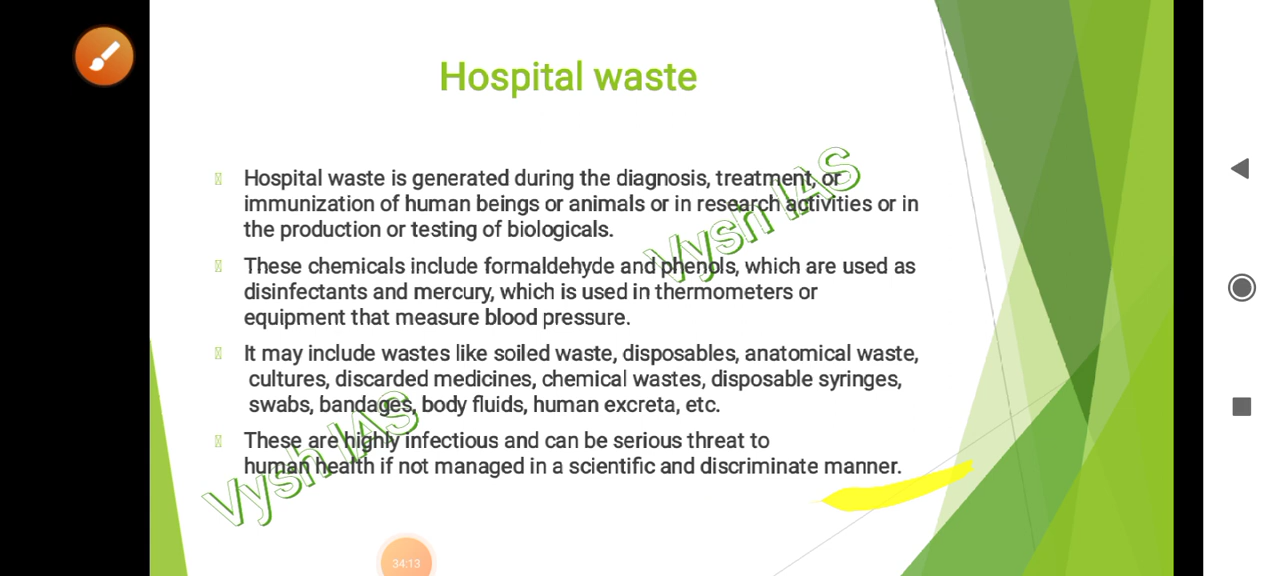 Hospital waste
Hospital waste is generated during the diagnosis, treatment, or
immunization of human beings or animals or in research activities or in
the production or testing of biologicals.
These chemicals include formaldehyde and phenols, which are used as
disinfectants and mercury, which is used in thermometers or
equipment that measure blood pressure.
It may include wastes like soiled waste, disposables, anatomical waste,
cultures, discarded medicines, chemical wastes, disposable syringes,
swabs, bandages, body fluids, human excreta, etc.
These are highly infectious and can be serious threat to
human health if not managed in a scientific and discriminate manner.
Vysh IAS
Vysh IAS
34:13